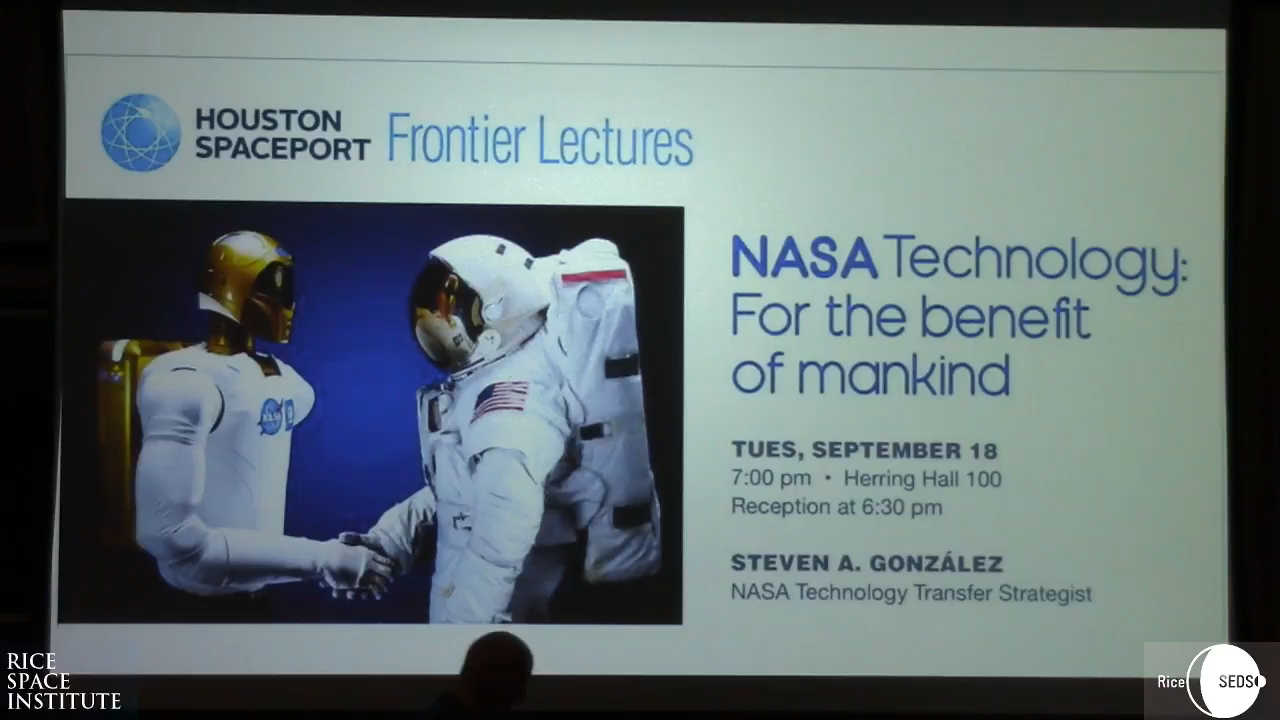 HOUSTON
SPACEPORT
Frontier Lectures
NASA Technology:
For the benefit
of mankind
TUES, SEPTEMBER 18
7:00 pm • Herring Hall 100
Reception at 6:30 pm
STEVEN A. GONZÁLEZ
NASA Technology Transfer Strategist
NASA
RICE
SPACE
INSTITUTE
Rice SEDS